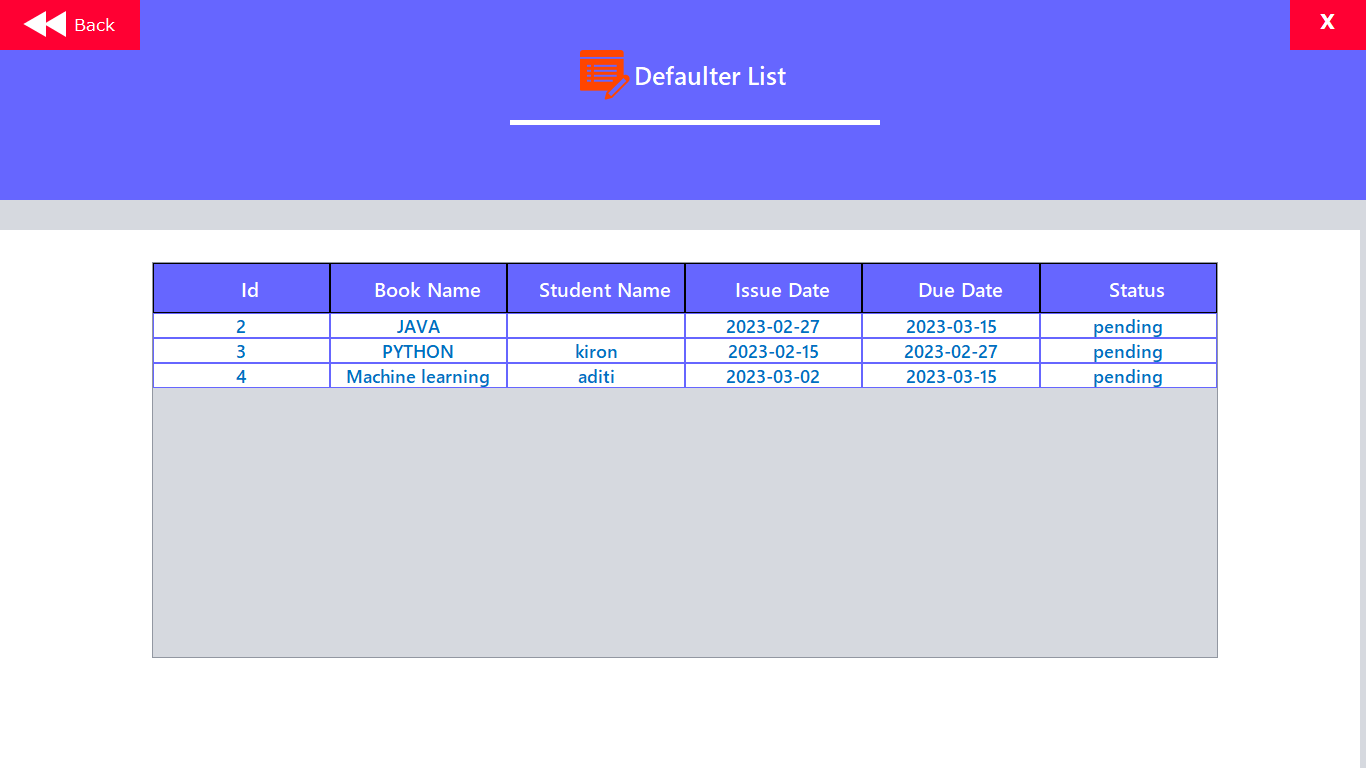 Back
X
Defaulter List
Id Book Name Student Name Issue Date Due Date Status
2 JAVA 2023-02-27 2023-03-15 pending
3 PYTHON kiron 2023-02-15 2023-02-27 pending
4 Machine learning aditi 2023-03-02 2023-03-15 pending